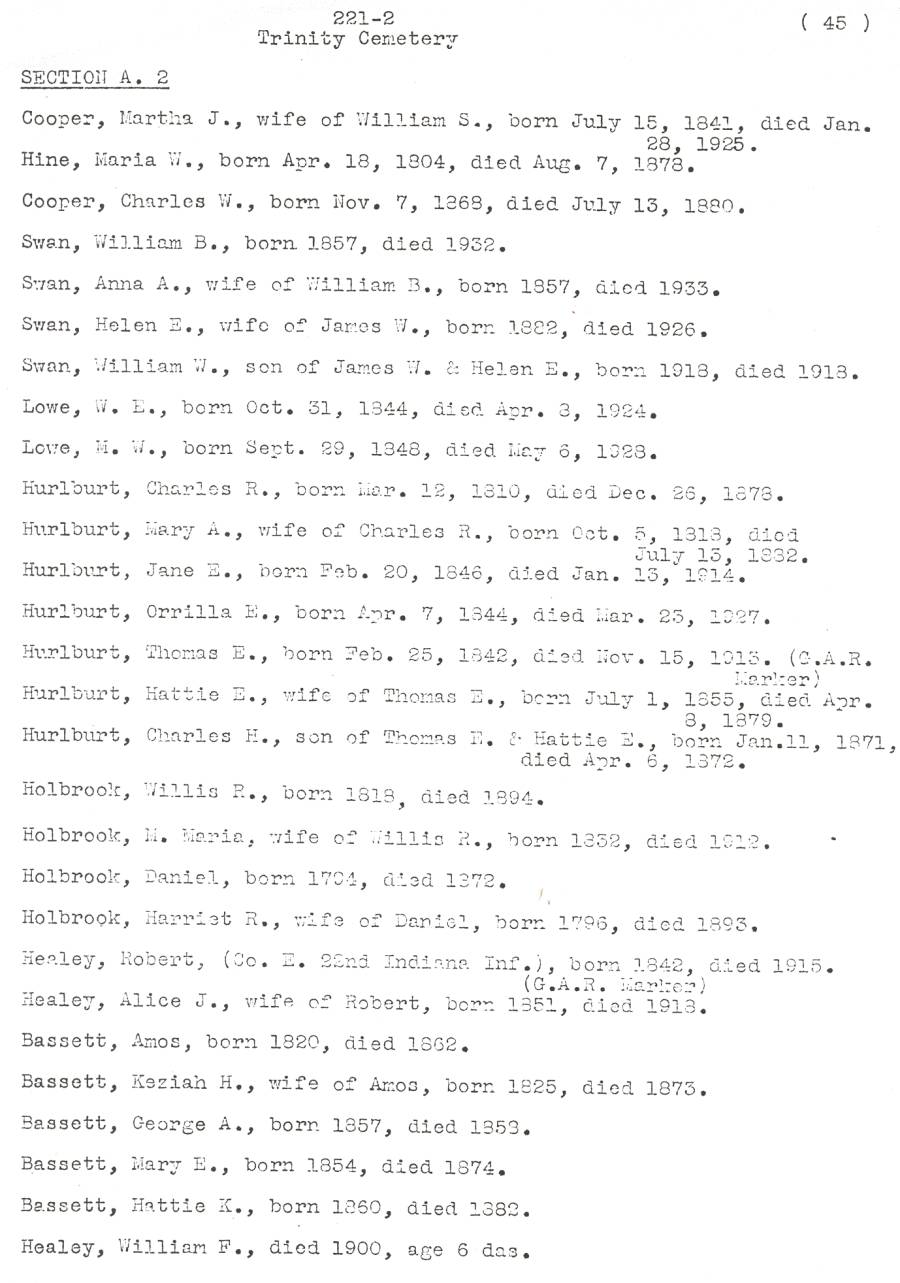 221-2
( 45 )
Trinity Cemetery
SECTION A. 2
Cooper, Martha J., wife of William S., born July 15, 1841, died Jan.
28, 1925.
Hine, Maria W., born Apr. 18, 1804, died Aug. 7, 1878.
Cooper, Charles W., born Nov. 7, 1868, died July 13, 1880.
Swan, William B., born 1857, died 1932.
Swan, Anna A., wife of William B., born 1857, died 1933.
Swan, Helen E., wife of James W., born 1882, died 1926.
Swan, William W., son of James W. & Helen E., born 1918, died 1918.
Lowe, W. E., born Oct. 31, 1844, died Apr. 3, 1924.
Lowe, M. W., born Sept. 29, 1848, died May 6, 1928.
Hurlburt, Charles R., born Mar. 12, 1810, died Dec. 26, 1878.
Hurlburt, Mary A., wife of Charles R., born Oct. 5, 1818, died
July 15, 1882.
Hurlburt, Jane E., born Feb. 20, 1846, died Jan. 13, 1914.
Hurlburt, Orrilla E., born Apr. 7, 1844, died Mar. 23, 1927.
Hurlburt, Thomas E., born Feb. 25, 1842, died Nov. 15, (G.A.R.
Marker)
Hurlburt, Hattie E., wife of Thomas E., born July 1, 1855, died Apr.
8, 1879.
Hurlburt, Charles H., son of Thomas E. & Hattie E., born Jan.11, 1871,
died Apr. 6, 1872.
Holbrook, Willis R., born 1818, died 1894.
Holbrook, M. Maria, wife of Willis R., born 1832, died 1912.
Holbrook, Daniel, born 1794, died 1872.
Holbrook, Harriet R., wife of Daniel, born 1796, died 1893.
Healey, Robert, (Co. E. 22nd Indiana Inf.), born 1842, died 1915.
(G.A.R. Marker)
Healey, Alice J., wife of Robert, born 1851, died 1918.
Bassett, Amos, born 1820, died 1862.
Bassett, Keziah H., wife of Amos, born 1825, died 1873.
Bassett, George A., born 1857, died
Bassett, Mary E., born 1854, died 1874.
Bassett, Hattie K., born 1860, died 1882.
Healey, William F., died 1900, age 6 das.